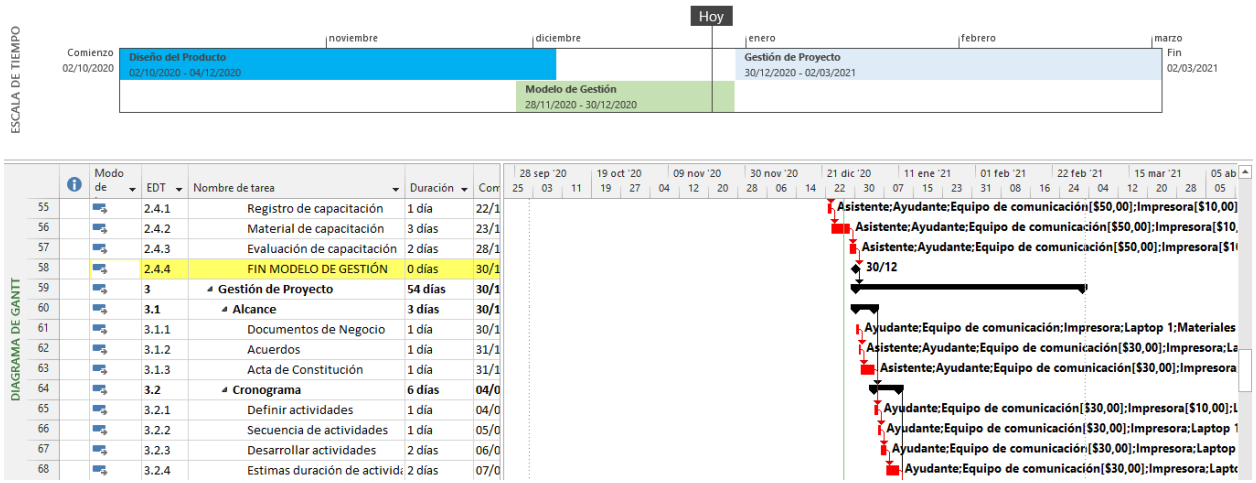 Hoy
noviembre diciembre enero febrero marzo
Comienzo
02/10/2020
Diseño del Producto
02/10/2020 - 04/12/2020
Gestión de Proyecto
30/12/2020 - 02/03/2021
Fin
02/03/2021
Modelo de Gestión
28/11/2020 - 30/12/2020
ESCALA DE TIEMPO
DIAGRAMA DE GANTT
Modo de EDT Nombre de tarea Duración Com
28 sep '20 19 oct '20 09 nov '20 30 nov '20 21 dic '20 11 ene '21 01 feb '21 22 feb '21 15 mar '21 05 ab
25 03 11 19 27 04 12 20 28 06 14 22 30 07 15 23 31 08 16 24 04 12 20 28 05
55 2.4.1 Registro de capacitación 1 día 22/1 Asistente;Ayudante;Equipo de comunicación[$50,00];Impresora[$10,00]
56 2.4.2 Material de capacitación 3 días 23/1 Asistente;Ayudante;Equipo de comunicación[$50,00];Impresora[$10,
57 2.4.3 Evaluación de capacitación 2 días 28/1 Asistente;Ayudante;Equipo de comunicación[$50,00];Impresora[$1
58 2.4.4 FIN MODELO DE GESTIÓN 0 días 30/1 30/12
59 3 Gestión de Proyecto 54 días 30/1
60 3.1 Alcance 3 días 30/1
61 3.1.1 Documentos de Negocio 1 día 30/1 Ayudante;Equipo de comunicación;Impresora;Laptop 1;Materiales
62 3.1.2 Acuerdos 1 día 31/1 Asistente;Ayudante;Equipo de comunicación[$30,00];Impresora;La
63 3.1.3 Acta de Constitución 1 día 31/1 Asistente;Ayudante;Equipo de comunicación[$30,00];Impresora
64 3.2 Cronograma 6 días 04/0
65 3.2.1 Definir actividades 1 día 04/0 Ayudante;Equipo de comunicación[$30,00];Impresora[$10,00];L
66 3.2.2 Secuencia de actividades 1 día 05/0 Ayudante;Equipo de comunicación[$30,00];Impresora;Laptop 1
67 3.2.3 Desarrollar actividades 2 días 06/0 Ayudante;Equipo de comunicación[$30,00];Impresora;Laptop
68 3.2.4 Estimas duración de activida 2 días 07/0 Ayudante;Equipo de comunicación[$30,00];Impresora;Lapto